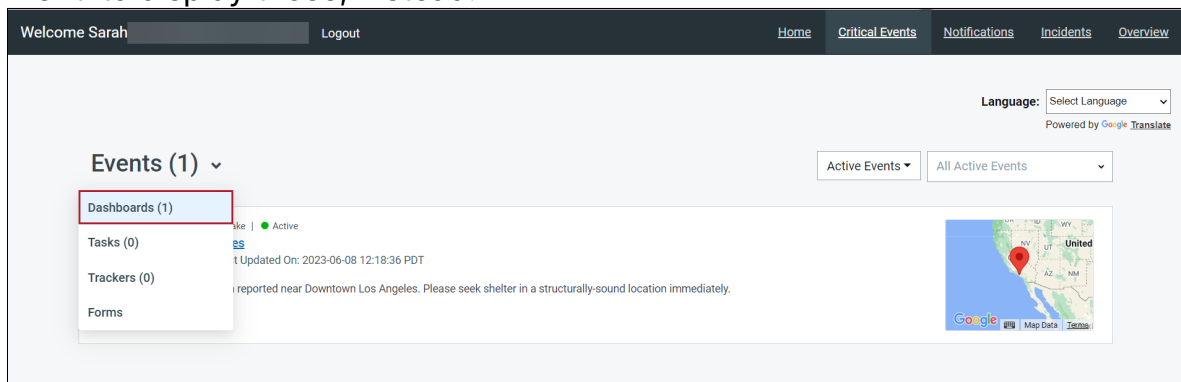 Welcome Sarah Logout Home Critical Events Notifications Incidents Overview
Language: Select Language
Powered by Google Translate
Events (1) Active Events All Active Events
Dashboards (1)
ake | Active
Tasks (0)
es
t Updated On: 2023-06-08 12:18:36 PDT
Trackers (0)
reported near Downtown Los Angeles. Please seek shelter in a structurally-sound location immediately.
Forms
ID WY
NV UT United
AZ NM
Google Map Data Terms